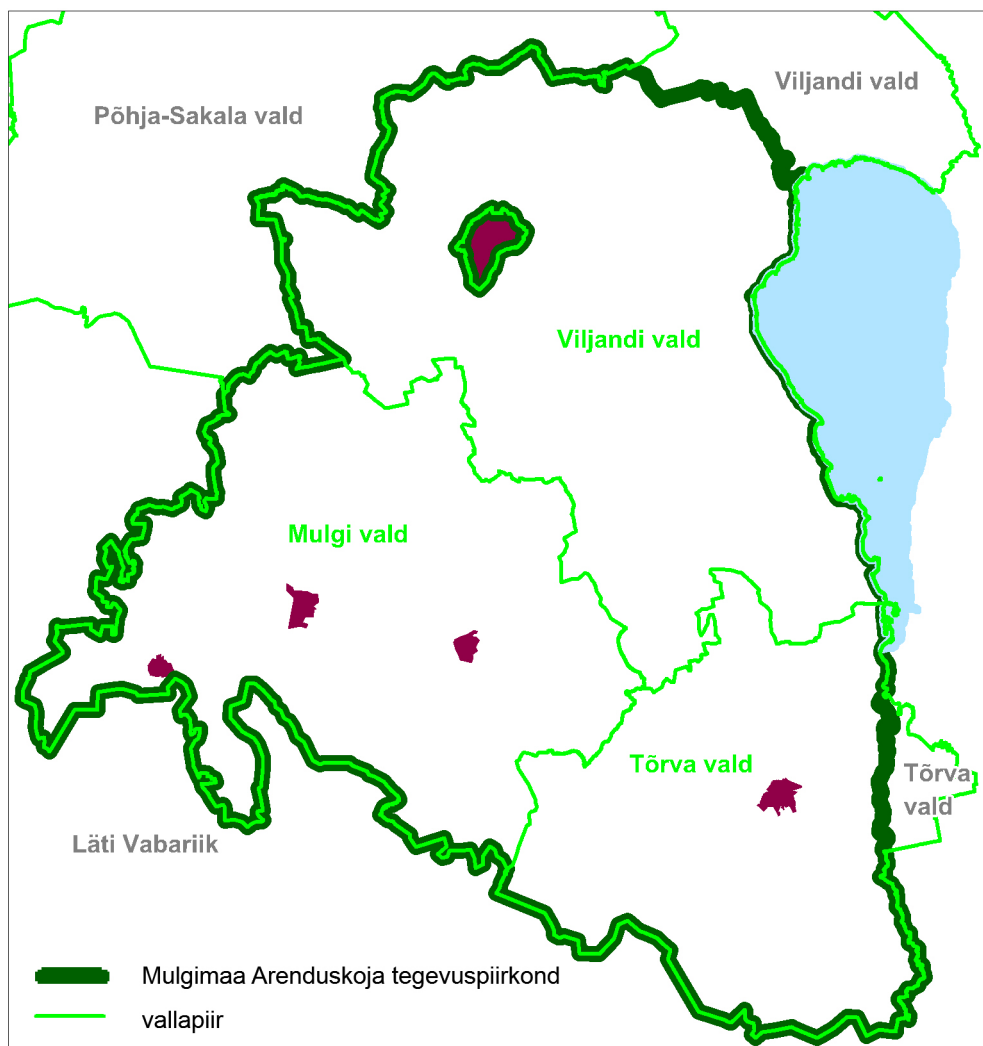 Viljandi vald
Põhja-Sakala vald
Viljandi vald
Mulgi vald
Tõrva vald
Tõrva
vald
Läti Vabariik
Mulgimaa Arenduskoja tegevuspiirkond
vallapiir